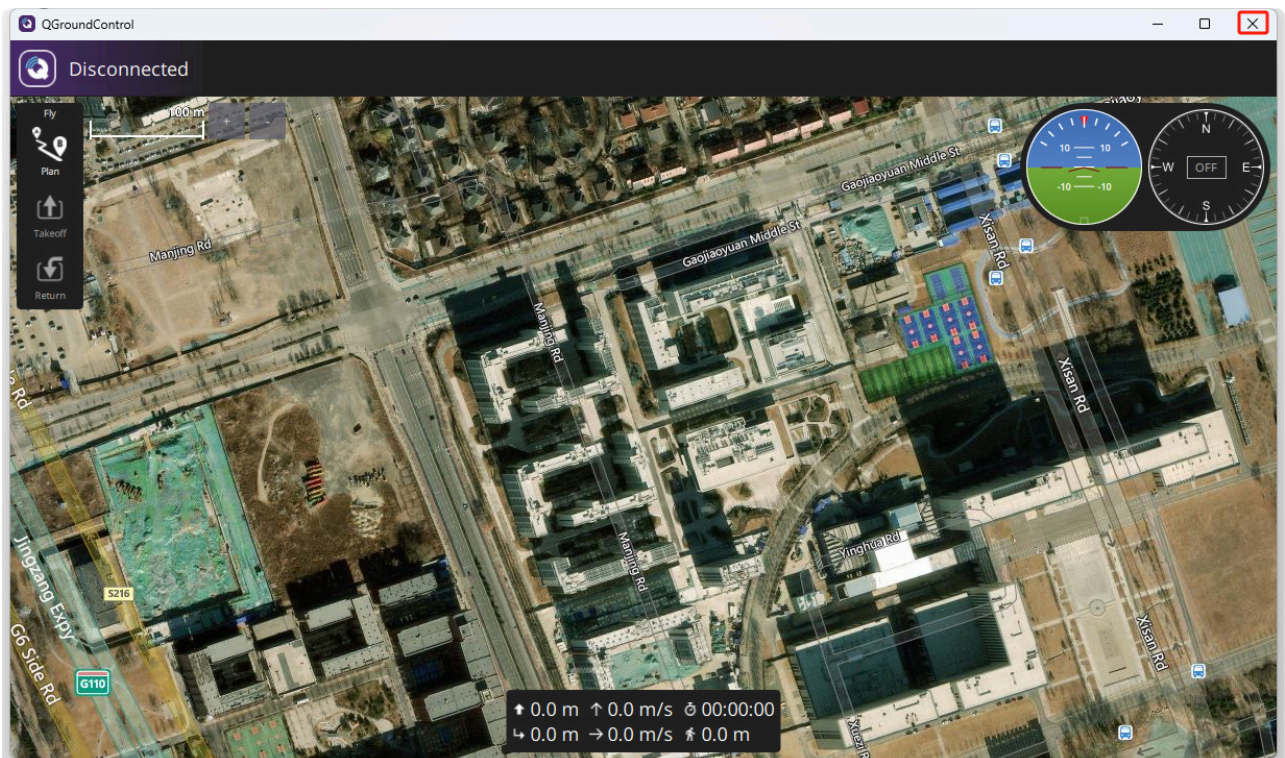 QGroundControl
Disconnected
Fly
Plan
Takeoff
Return
100 m
+
-
10 10
-10 -10
N
W OFF E
S
Gaojiaoyuan Middle St
Gaojiaoyuan Middle St
Manjing Rd
Manjing Rd
Manjing Rd
Xisan Rd
Xisan Rd
Xisan Rd
Yinghua Rd
Jingzang Expy
G6 Side Rd
S216
G110
0.0 m 0.0 m/s 00:00:00
0.0 m 0.0 m/s 0.0 m